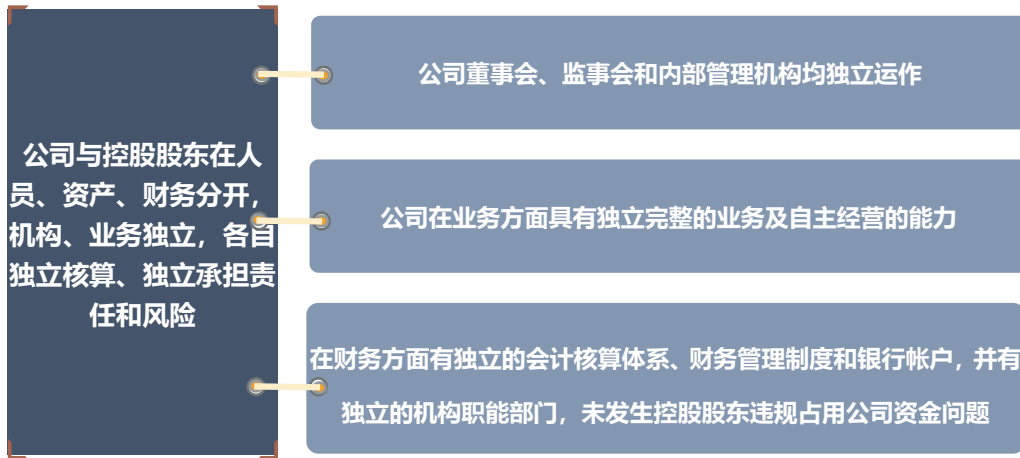 公司与控股股东在人
员、资产、财务分开，
机构、业务独立，各自
独立核算、独立承担责
任和风险
公司董事会、监事会和内部管理机构均独立运作
公司在业务方面具有独立完整的业务及自主经营的能力
在财务方面有独立的会计核算体系、财务管理制度和银行帐户，并有
独立的机构职能部门，未发生控股股东违规占用公司资金问题